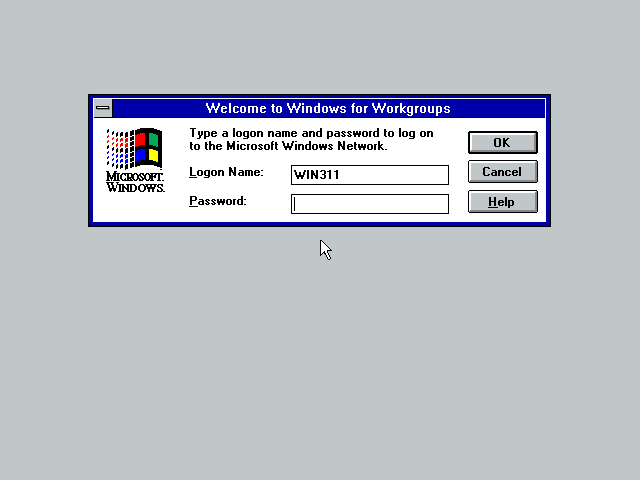 Welcome to Windows for Workgroups
Type a logon name and password to log on
to the Microsoft Windows Network.
OK
MICROSOFT.
WINDOWS.
Logon Name:
WIN311
Cancel
Password:
Help